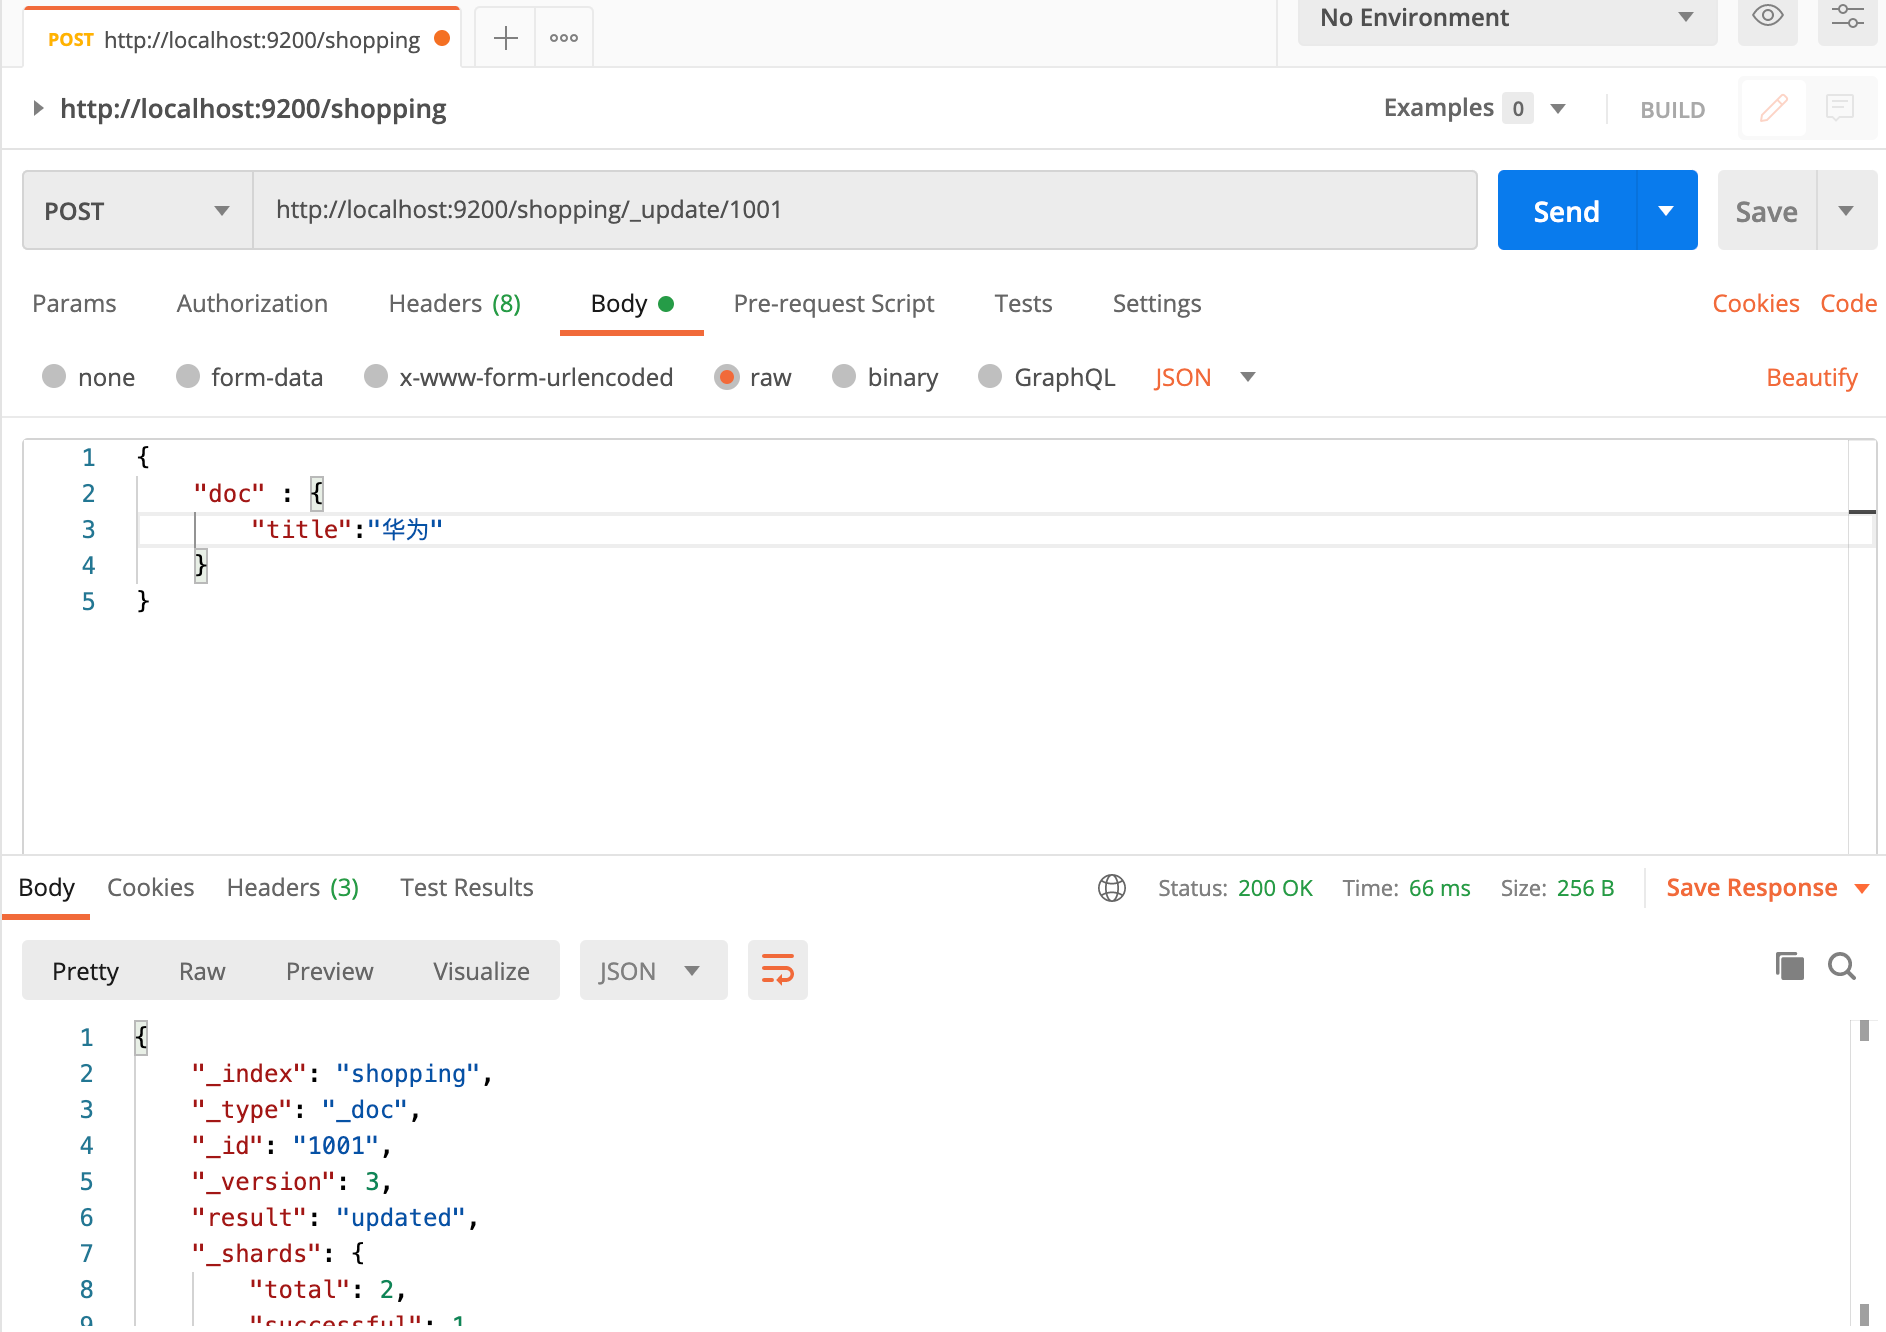 POST http://localhost:9200/shopping
No Environment
http://localhost:9200/shopping
Examples 0
BUILD
POST http://localhost:9200/shopping/_update/1001 Send Save
Params Authorization Headers (8) Body Pre-request Script Tests Settings Cookies Code
none form-data x-www-form-urlencoded raw binary GraphQL JSON Beautify
1 {
2 "doc" : {
3 "title":"华为"
4 }
5 }
Body Cookies Headers (3) Test Results Status: 200 OK Time: 66 ms Size: 256 B Save Response
Pretty Raw Preview Visualize JSON
1 {
2 "_index": "shopping",
3 "_type": "_doc",
4 "_id": "1001",
5 "_version": 3,
6 "result": "updated",
7 "_shards": {
8 "total": 2,
9 "successful": 1